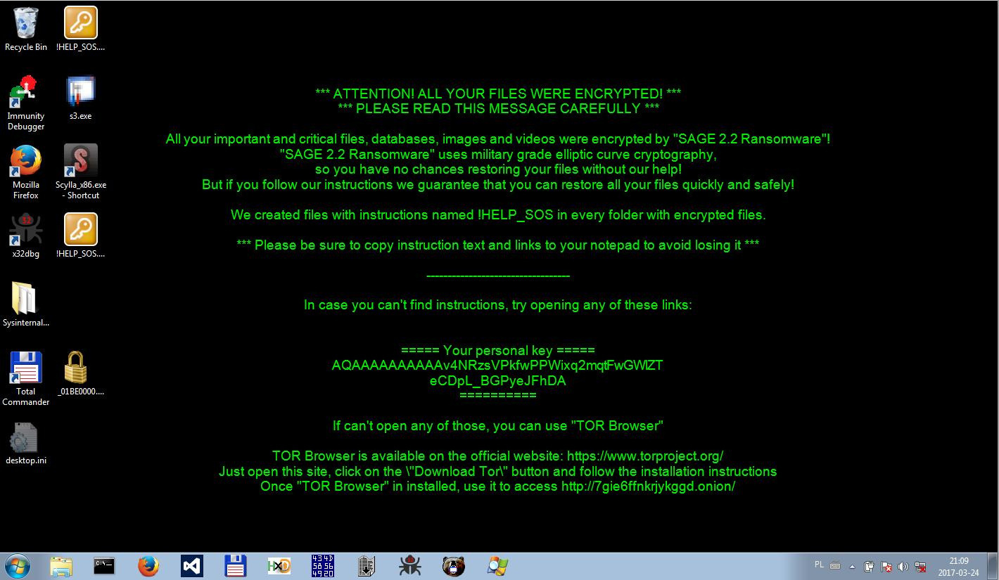 Recycle Bin
!HELP_SOS....
Immunity
Debugger
s3.exe
Mozilla
Firefox
Scylla_x86.exe
- Shortcut
32
x32dbg
!HELP_SOS....
Sysinternal...
Total
Commander
_01BE0000....
desktop.ini
*** ATTENTION! ALL YOUR FILES WERE ENCRYPTED! ***
*** PLEASE READ THIS MESSAGE CAREFULLY ***
All your important and critical files, databases, images and videos were encrypted by "SAGE 2.2 Ransomware"!
"SAGE 2.2 Ransomware" uses military grade elliptic curve cryptography,
so you have no chances restoring your files without our help!
But if you follow our instructions we guarantee that you can restore all your files quickly and safely!
We created files with instructions named !HELP_SOS in every folder with encrypted files.
*** Please be sure to copy instruction text and links to your notepad to avoid losing it ***
----------------------------------
In case you can't find instructions, try opening any of these links:
===== Your personal key =====
AQAAAAAAAAAAv4NRzsVPkfwPPWixq2mqtFwGWlZT
eCDpL_BGPyeJFhDA
==========
If can't open any of those, you can use "TOR Browser"
TOR Browser is available on the official website: https://www.torproject.org/
Just open this site, click on the \"Download Tor\" button and follow the installation instructions
Once "TOR Browser" in installed, use it to access http://7gie6ffnkrjykggd.onion/
C:\_
HXD
43 4D
58 56
49 20
PL
21:09
2017-03-24